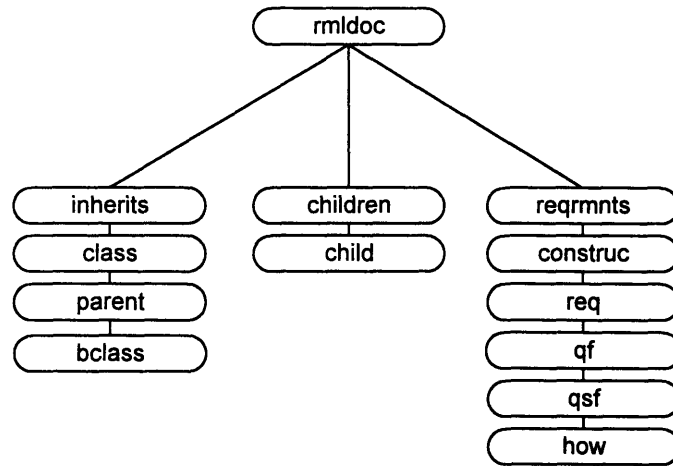 rmldoc
inherits
children
reqrmnts
class
child
construc
parent
req
bclass
qf
qsf
how